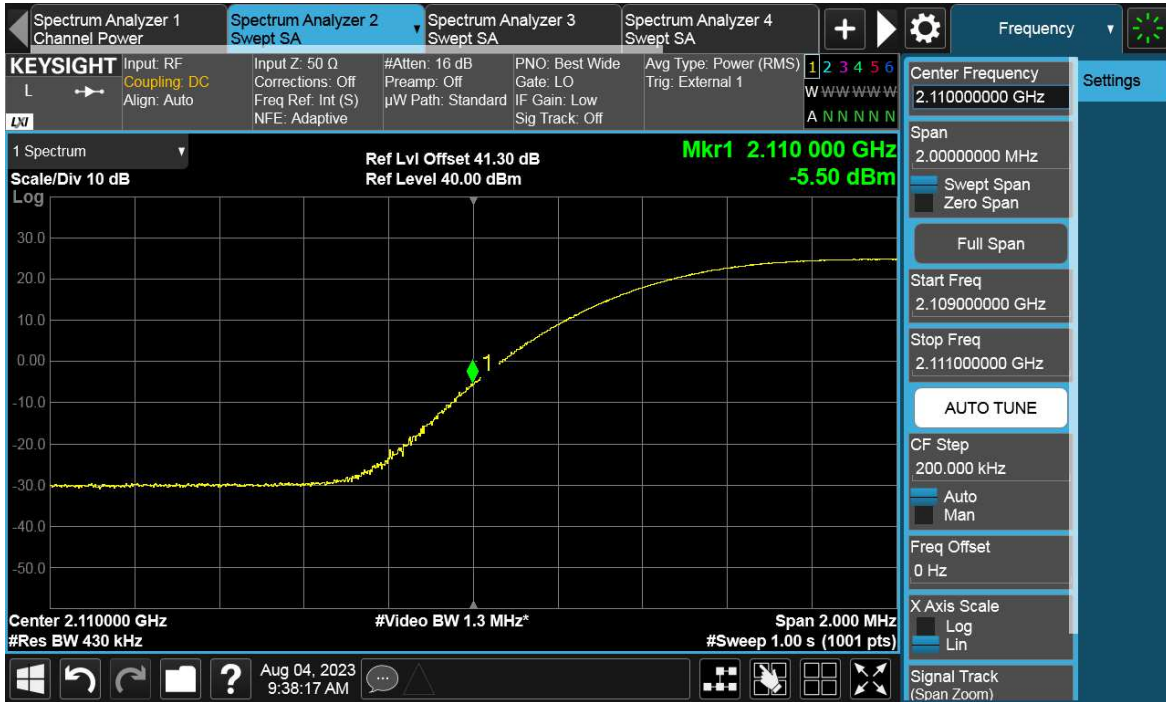 Spectrum Analyzer 1
Channel Power
Spectrum Analyzer 2
Swept SA
Spectrum Analyzer 3
Swept SA
Spectrum Analyzer 4
Swept SA
Frequency
KEYSIGHT
L
LXI
Input: RF
Coupling: DC
Align: Auto
Input Z: 50 Ω
Corrections: Off
Freq Ref: Int (S)
NFE: Adaptive
#Atten: 16 dB
Preamp: Off
µW Path: Standard
PNO: Best Wide
Gate: LO
IF Gain: Low
Sig Track: Off
Avg Type: Power (RMS)
Trig: External 1
1 2 3 4 5 6
W W W W W W
A N N N N N
1 Spectrum
Scale/Div 10 dB
Log
Ref Lvl Offset 41.30 dB
Ref Level 40.00 dBm
Mkr1 2.110 000 GHz
-5.50 dBm
30.0
20.0
10.0
0.00
-10.0
-20.0
-30.0
-40.0
-50.0
1
Center 2.110000 GHz
#Res BW 430 kHz
#Video BW 1.3 MHz*
Span 2.000 MHz
#Sweep 1.00 s (1001 pts)
?
Aug 04, 2023
9:38:17 AM
Center Frequency
2.110000000 GHz
Span
2.00000000 MHz
Swept Span
Zero Span
Full Span
Start Freq
2.109000000 GHz
Stop Freq
2.111000000 GHz
AUTO TUNE
CF Step
200.000 kHz
Auto
Man
Freq Offset
0 Hz
X Axis Scale
Log
Lin
Signal Track
(Span Zoom)
Settings